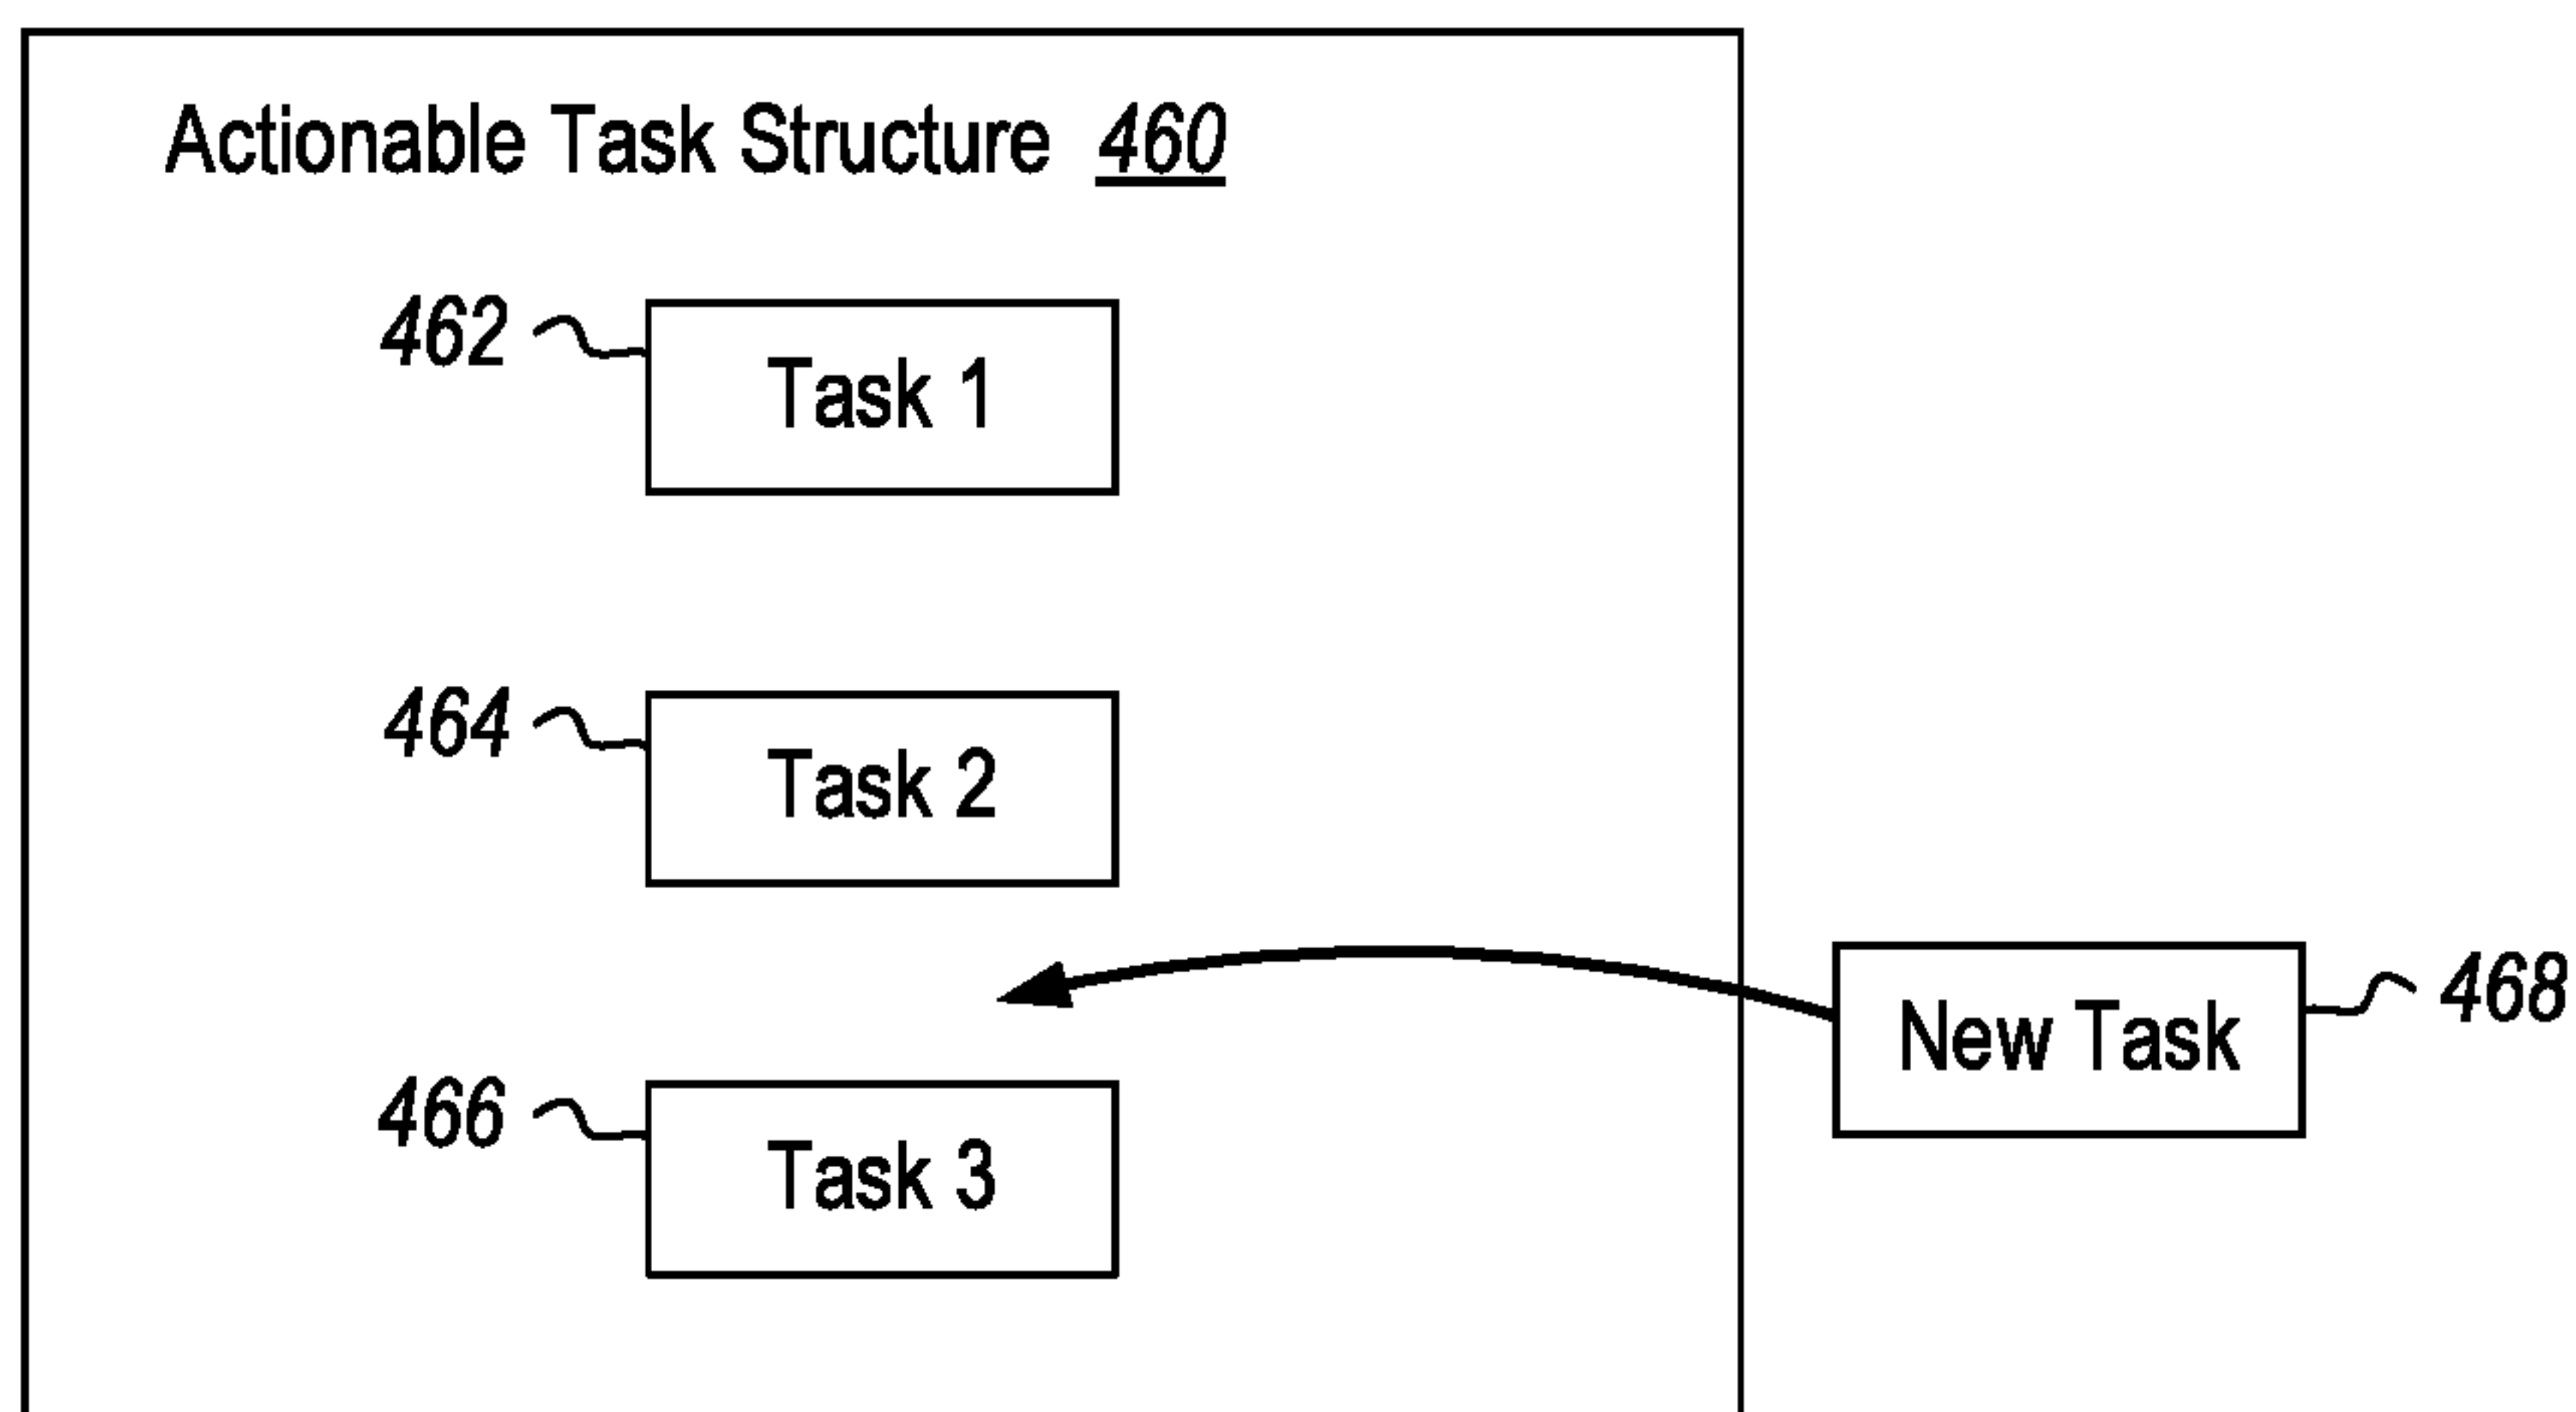 Actionable Task Structure 460
462
Task 1
464
Task 2
New Task
468
466
Task 3